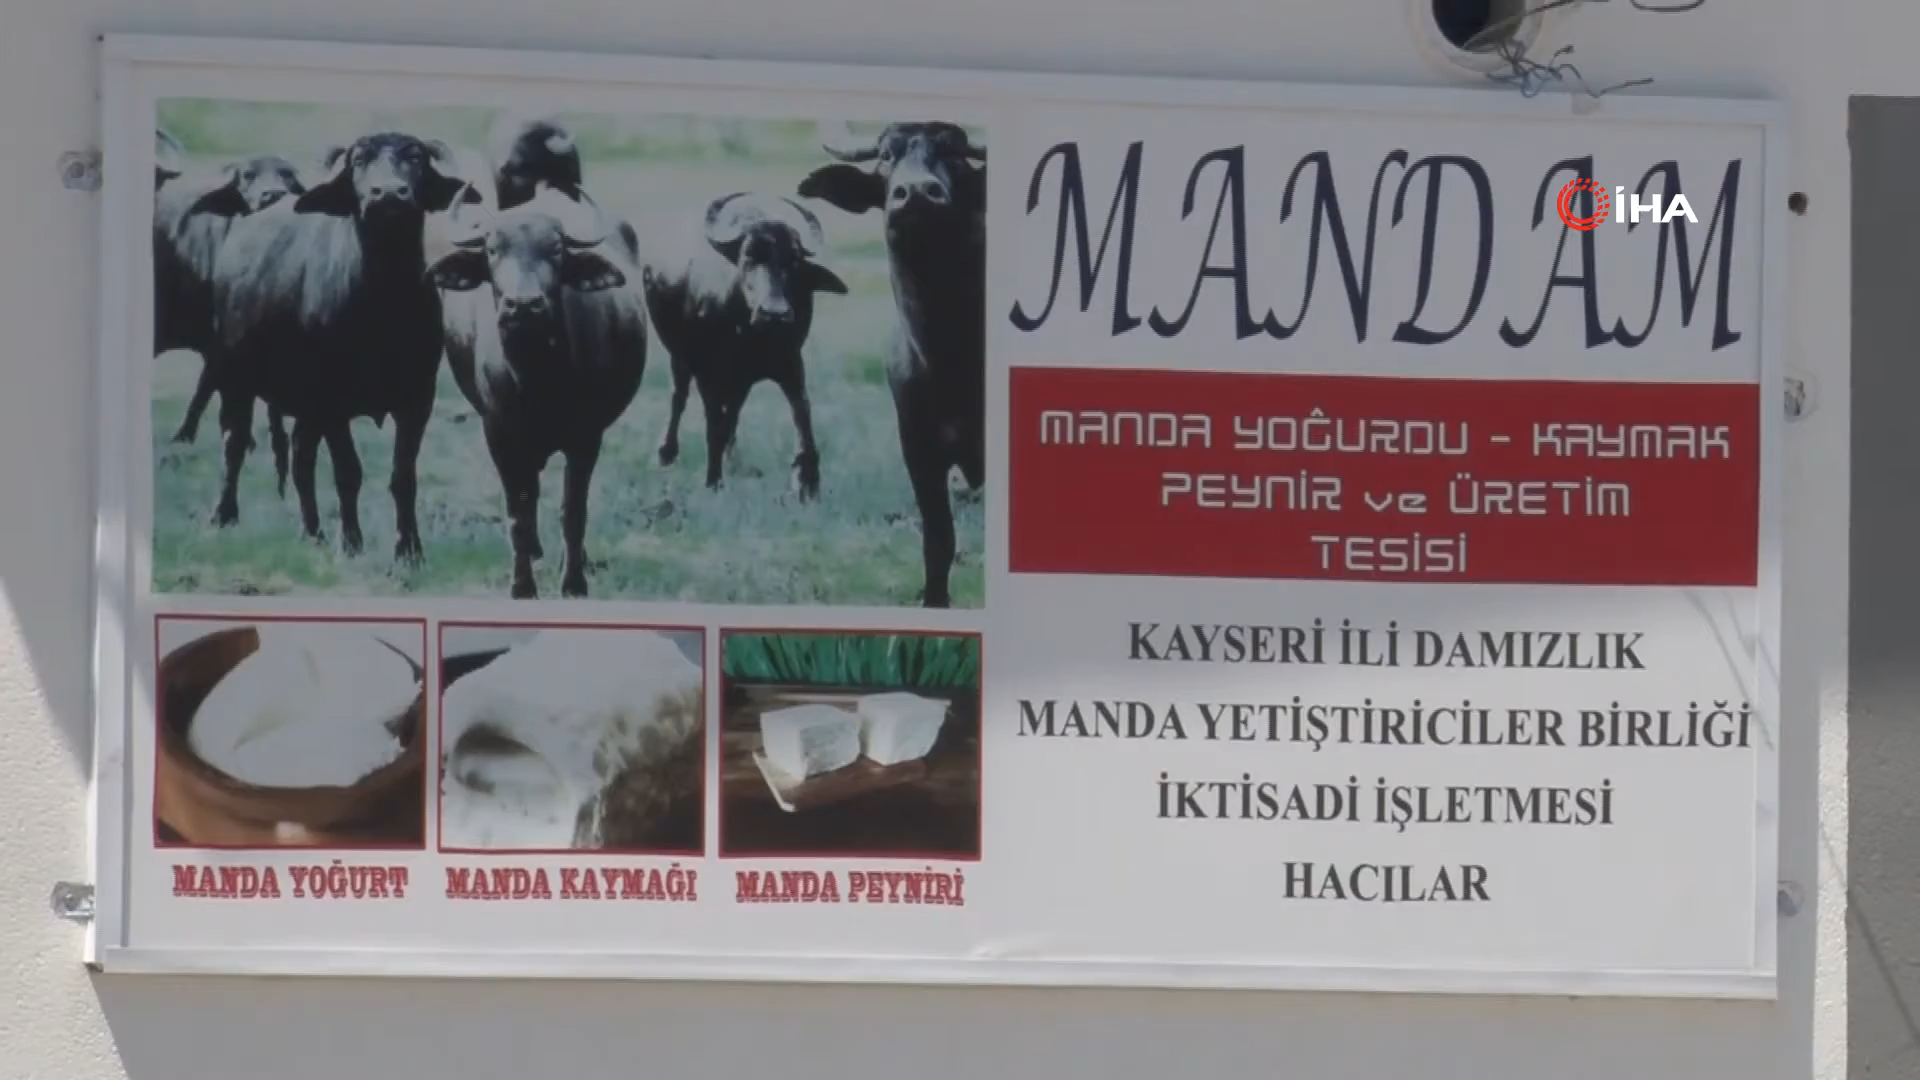 MANDAM
İHA
MANDA YOĞURDU - KAYMAK
PEYNİR ve ÜRETİM
TESİSİ
KAYSERİ İLİ DAMIZLIK
MANDA YETİŞTİRİCİLER BİRLİĞİ
İKTİSADİ İŞLETMESİ
HACILAR
MANDA YOĞURT
MANDA KAYMAĞI
MANDA PEYNİRİ